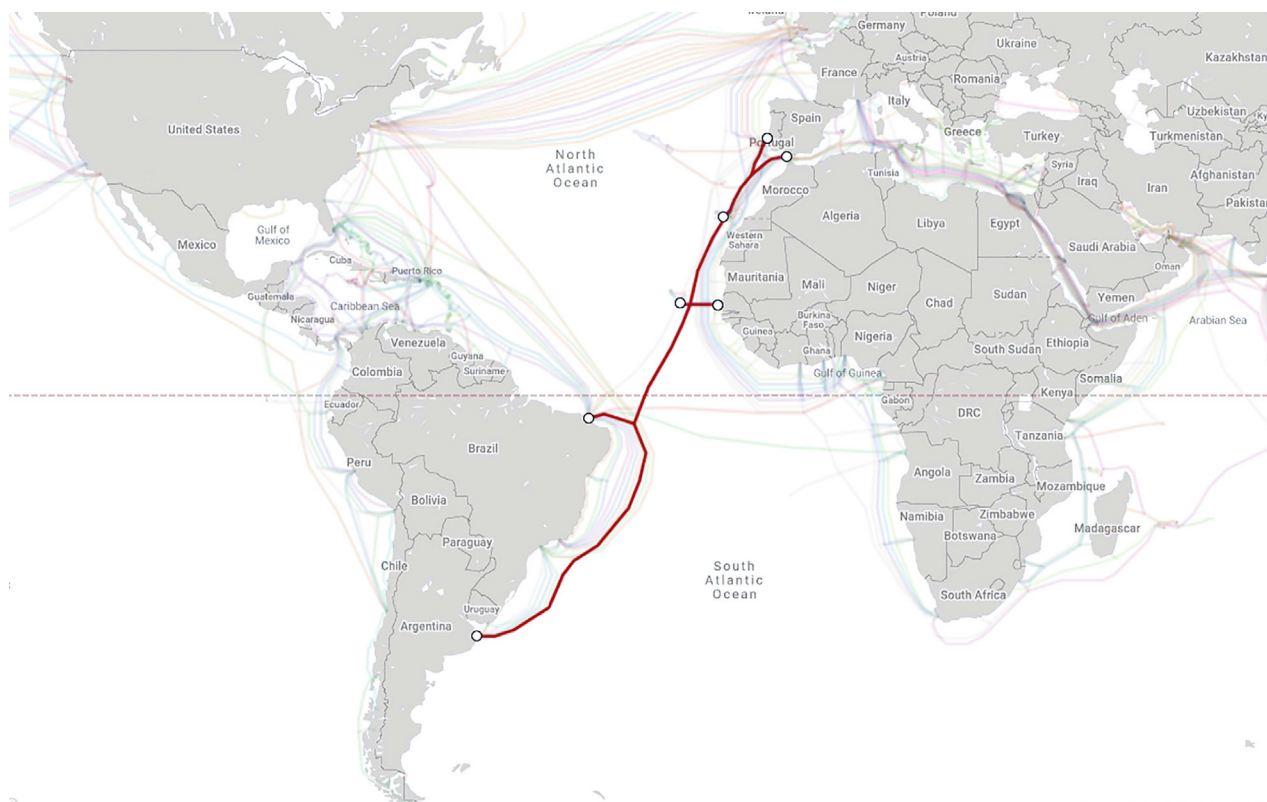 Ireland
Germany
Poland
Ukraine
Kazakhstan
Austria
France
Romania
Italy
Uzbekistan
Spain
United States
Portugal
Greece
Turkey
Turkmenistan
North
Atlantic
Ocean
Tunisia
Syria
Iraq
Iran
Afghanistan
Morocco
Pakistan
Algeria
Libya
Egypt
Gulf of
Mexico
Mexico
Western
Sahara
Saudi Arabia
Cuba
Puerto Rico
Oman
Mauritania
Mali
Niger
Guatemala
Caribbean Sea
Chad
Sudan
Yemen
Nicaragua
Burkina
Faso
Gulf of Aden
Arabian Sea
Guinea
Nigeria
Venezuela
Ghana
South Sudan
Ethiopia
Guyana
Suriname
Colombia
Gulf of Guinea
Somalia
Ecuador
Gabon
Kenya
DRC
Tanzania
Brazil
Peru
Angola
Zambia
Mozambique
Bolivia
Namibia
Zimbabwe
Madagascar
Botswana
Paraguay
Chile
South
Atlantic
Ocean
South Africa
Uruguay
Argentina